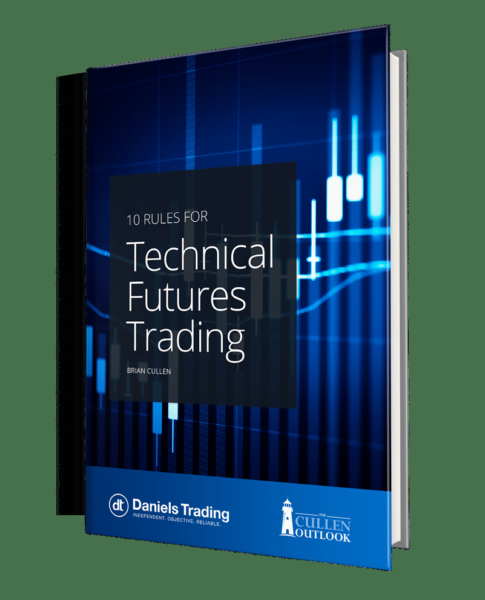 10 RULES FOR
Technical
Futures
Trading
BRIAN CULLEN
dt Daniels Trading
INDEPENDENT. OBJECTIVE. RELIABLE.
THE
CULLEN
OUTLOOK